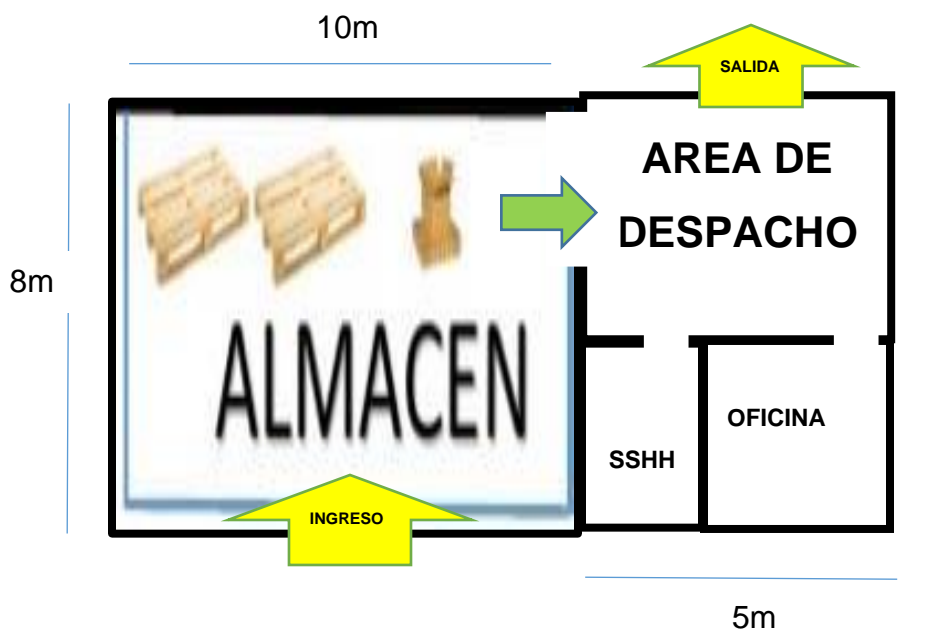 10m
SALIDA
AREA DE
DESPACHO
8m
ALMACEN
OFICINA
SSHH
INGRESO
5m